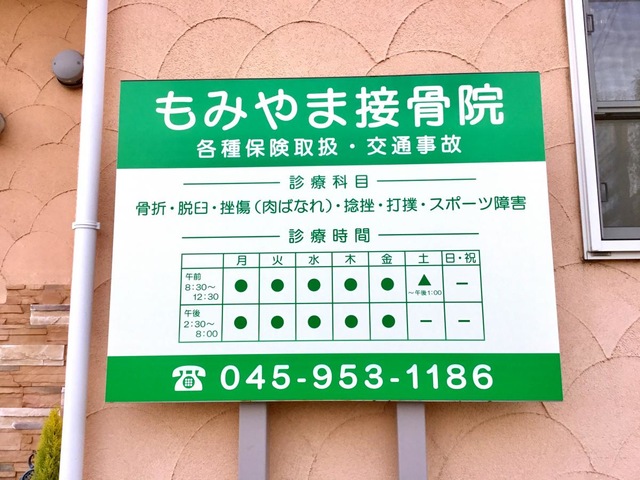 もみやま接骨院
各種保険取扱・交通事故
診療科目
骨折・脱臼・挫傷(肉ばなれ)・捻挫・打撲・スポーツ障害
診療時間
月 火 水 木 金 土 日・祝
午前 8:30〜12:30 ● ● ● ● ● ▲〜午後1:00 −
午後 2:30〜8:00 ● ● ● ● ● − −
☎ 045-953-1186